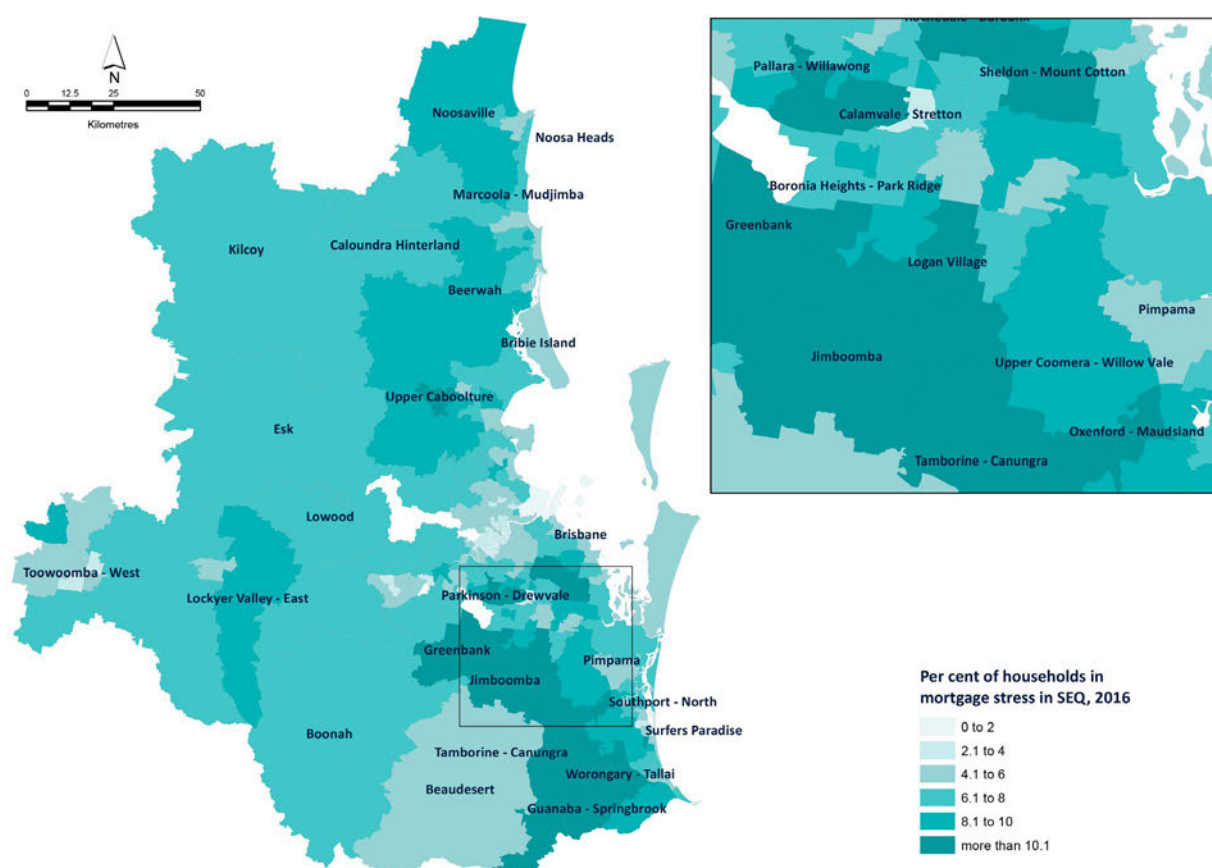 N
0 12.5 25 50
Kilometres
Noosaville
Noosa Heads
Marcoola - Mudjimba
Kilcoy
Caloundra Hinterland
Beerwah
Bribie Island
Upper Caboolture
Esk
Lowood
Brisbane
Toowoomba - West
Lockyer Valley - East
Parkinson - Drewvale
Greenbank
Pimpama
Jimboomba
Southport - North
Surfers Paradise
Boonah
Tamborine - Canungra
Worongary - Tallai
Beaudesert
Guanaba - Springbrook
Pallara - Willawong
Sheldon - Mount Cotton
Calamvale - Stretton
Boronia Heights - Park Ridge
Greenbank
Logan Village
Pimpama
Jimboomba
Upper Coomera - Willow Vale
Oxenford - Maudsland
Tamborine - Canungra
Per cent of households in
mortgage stress in SEQ, 2016
0 to 2
2.1 to 4
4.1 to 6
6.1 to 8
8.1 to 10
more than 10.1